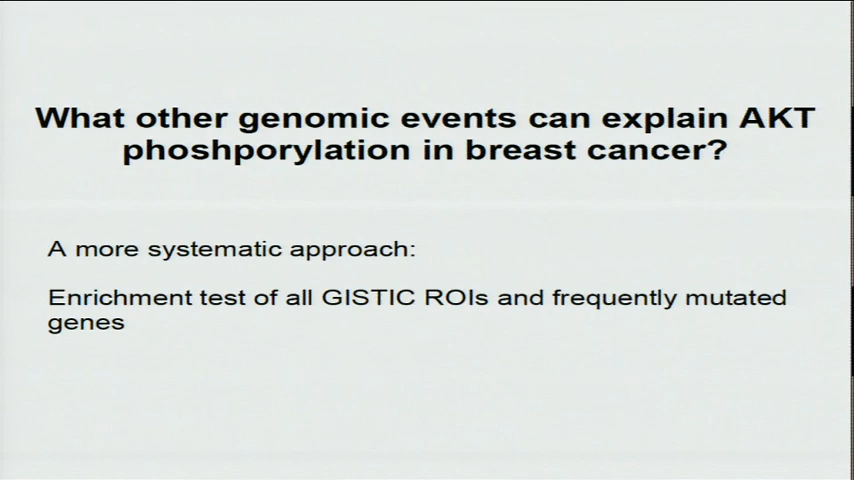 What other genomic events can explain AKT
phoshporylation in breast cancer?
A more systematic approach:
Enrichment test of all GISTIC ROIs and frequently mutated
genes